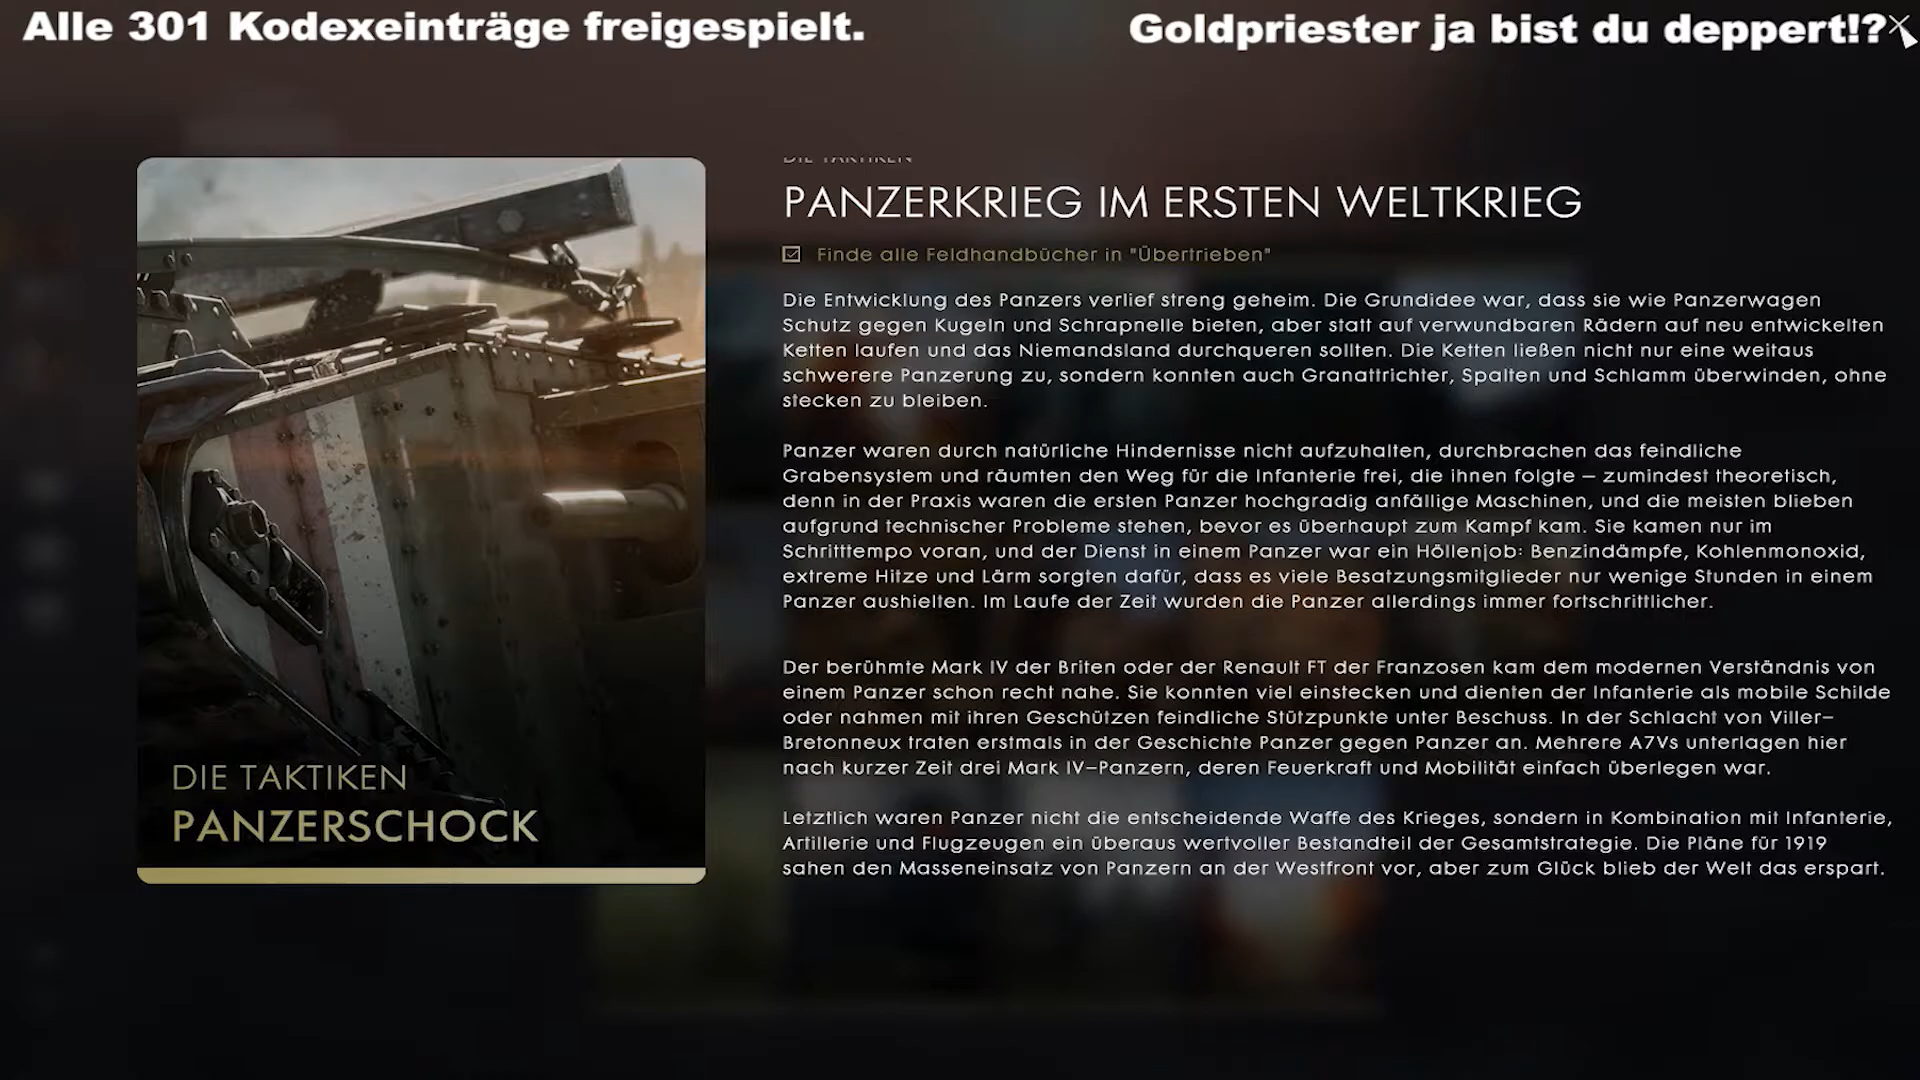 Alle 301 Kodexeinträge freigespielt.
Goldpriester ja bist du deppert!?
DIE TAKTIKEN
PANZERKRIEG IM ERSTEN WELTKRIEG
Finde alle Feldhandbücher in "Übertrieben"
Die Entwicklung des Panzers verlief streng geheim. Die Grundidee war, dass sie wie Panzerwagen
Schutz gegen Kugeln und Schrapnelle bieten, aber statt auf verwundbaren Rädern auf neu entwickelten
Ketten laufen und das Niemandsland durchqueren sollten. Die Ketten ließen nicht nur eine weitaus
schwerere Panzerung zu, sondern konnten auch Granattrichter, Spalten und Schlamm überwinden, ohne
stecken zu bleiben.
Panzer waren durch natürliche Hindernisse nicht aufzuhalten, durchbrachen das feindliche
Grabensystem und räumten den Weg für die Infanterie frei, die ihnen folgte – zumindest theoretisch,
denn in der Praxis waren die ersten Panzer hochgradig anfällige Maschinen, und die meisten blieben
aufgrund technischer Probleme stehen, bevor es überhaupt zum Kampf kam. Sie kamen nur im
Schritttempo voran, und der Dienst in einem Panzer war ein Höllenjob: Benzindämpfe, Kohlenmonoxid,
extreme Hitze und Lärm sorgten dafür, dass es viele Besatzungsmitglieder nur wenige Stunden in einem
Panzer aushielten. Im Laufe der Zeit wurden die Panzer allerdings immer fortschrittlicher.
Der berühmte Mark IV der Briten oder der Renault FT der Franzosen kam dem modernen Verständnis von
einem Panzer schon recht nahe. Sie konnten viel einstecken und dienten der Infanterie als mobile Schilde
oder nahmen mit ihren Geschützen feindliche Stützpunkte unter Beschuss. In der Schlacht von Viller–
Bretonneux traten erstmals in der Geschichte Panzer gegen Panzer an. Mehrere A7Vs unterlagen hier
nach kurzer Zeit drei Mark IV–Panzern, deren Feuerkraft und Mobilität einfach überlegen war.
Letztlich waren Panzer nicht die entscheidende Waffe des Krieges, sondern in Kombination mit Infanterie,
Artillerie und Flugzeugen ein überaus wertvoller Bestandteil der Gesamtstrategie. Die Pläne für 1919
sahen den Masseneinsatz von Panzern an der Westfront vor, aber zum Glück blieb der Welt das erspart.
DIE TAKTIKEN
PANZERSCHOCK